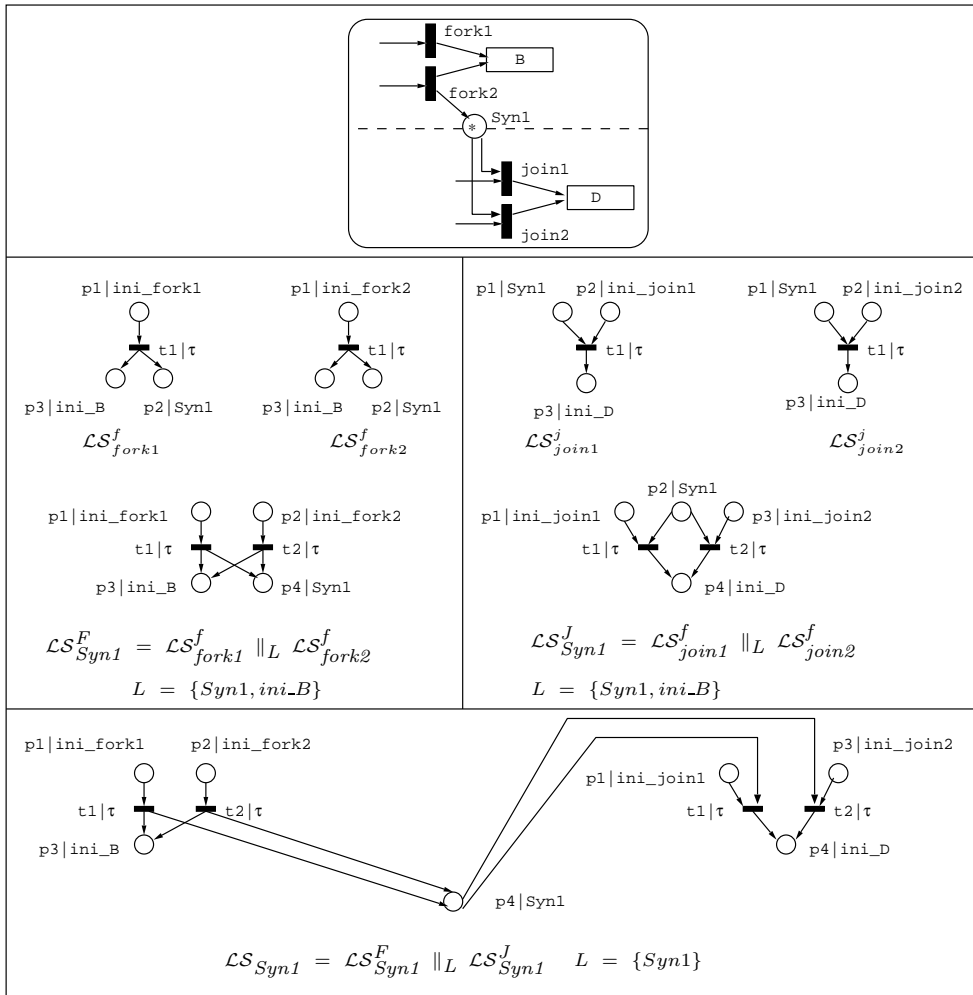 fork1
B
fork2
Syn1
*
join1
D
join2
p1|ini_fork1
p1|ini_fork2
t1|τ
t1|τ
p3|ini_B p2|Syn1
p3|ini_B p2|Syn1
LS^f_fork1
LS^f_fork2
p1|ini_fork1
p2|ini_fork2
t1|τ
t2|τ
p3|ini_B
p4|Syn1
LS^F_Syn1 = LS^f_fork1 ∥_L LS^f_fork2
L = {Syn1, ini_B}
p1|Syn1 p2|ini_join1
p1|Syn1 p2|ini_join2
t1|τ
t1|τ
p3|ini_D
p3|ini_D
LS^j_join1
LS^j_join2
p2|Syn1
p1|ini_join1
p3|ini_join2
t1|τ
t2|τ
p4|ini_D
LS^J_Syn1 = LS^f_join1 ∥_L LS^f_join2
L = {Syn1, ini_B}
p1|ini_fork1 p2|ini_fork2
p3|ini_join2
p1|ini_join1
t1|τ
t2|τ
t1|τ
t2|τ
p3|ini_B
p4|ini_D
p4|Syn1
LS_Syn1 = LS^F_Syn1 ∥_L LS^J_Syn1 L = {Syn1}